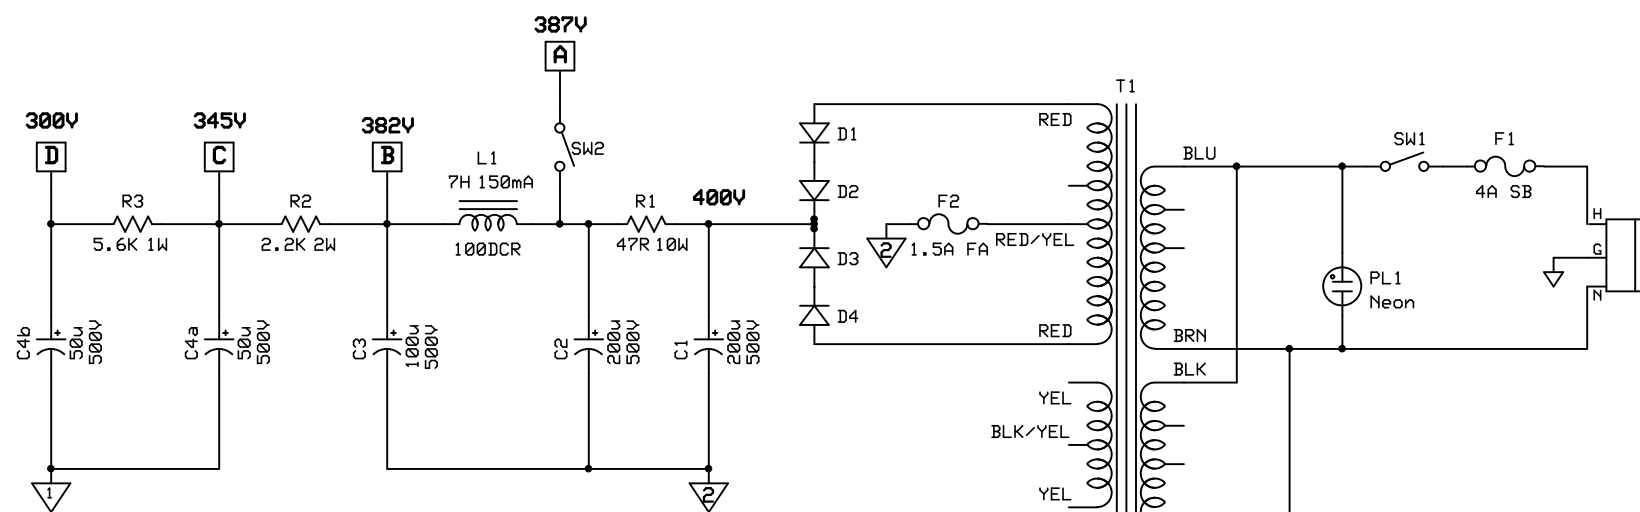 387V
A
T1
300V
D
345V
C
382V
B
SW2
L1
7H 150mA
100DCR
R3
5.6K 1W
R2
2.2K 2W
R1
47R 10W
400V
D1
D2
D3
D4
RED
F2
2
1.5A FA
RED/YEL
RED
BLU
SW1
F1
4A SB
H
G
N
PL1
Neon
BRN
BLK
C4b
50u
500V
C4a
50u
500V
C3
100u
500V
C2
200u
500V
C1
200u
500V
+
+
+
+
+
YEL
BLK/YEL
YEL
1
2